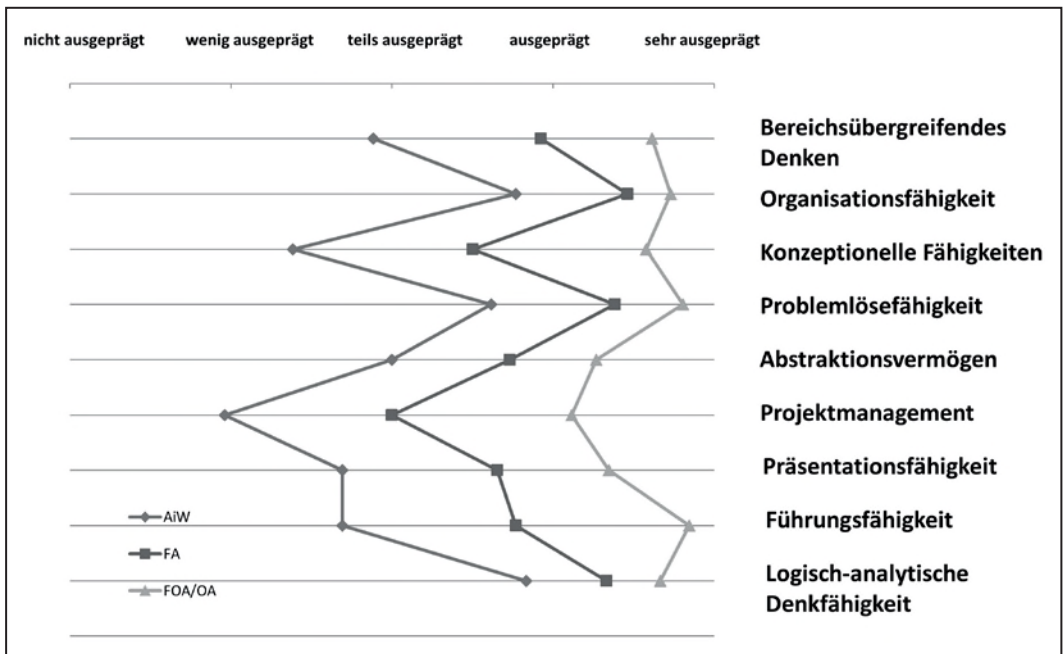 nicht ausgeprägt wenig ausgeprägt teils ausgeprägt ausgeprägt sehr ausgeprägt
Bereichsübergreifendes
Denken
Organisationsfähigkeit
Konzeptionelle Fähigkeiten
Problemlösefähigkeit
Abstraktionsvermögen
Projektmanagement
Präsentationsfähigkeit
Führungsfähigkeit
Logisch-analytische
Denkfähigkeit
AiW
FA
FOA/OA